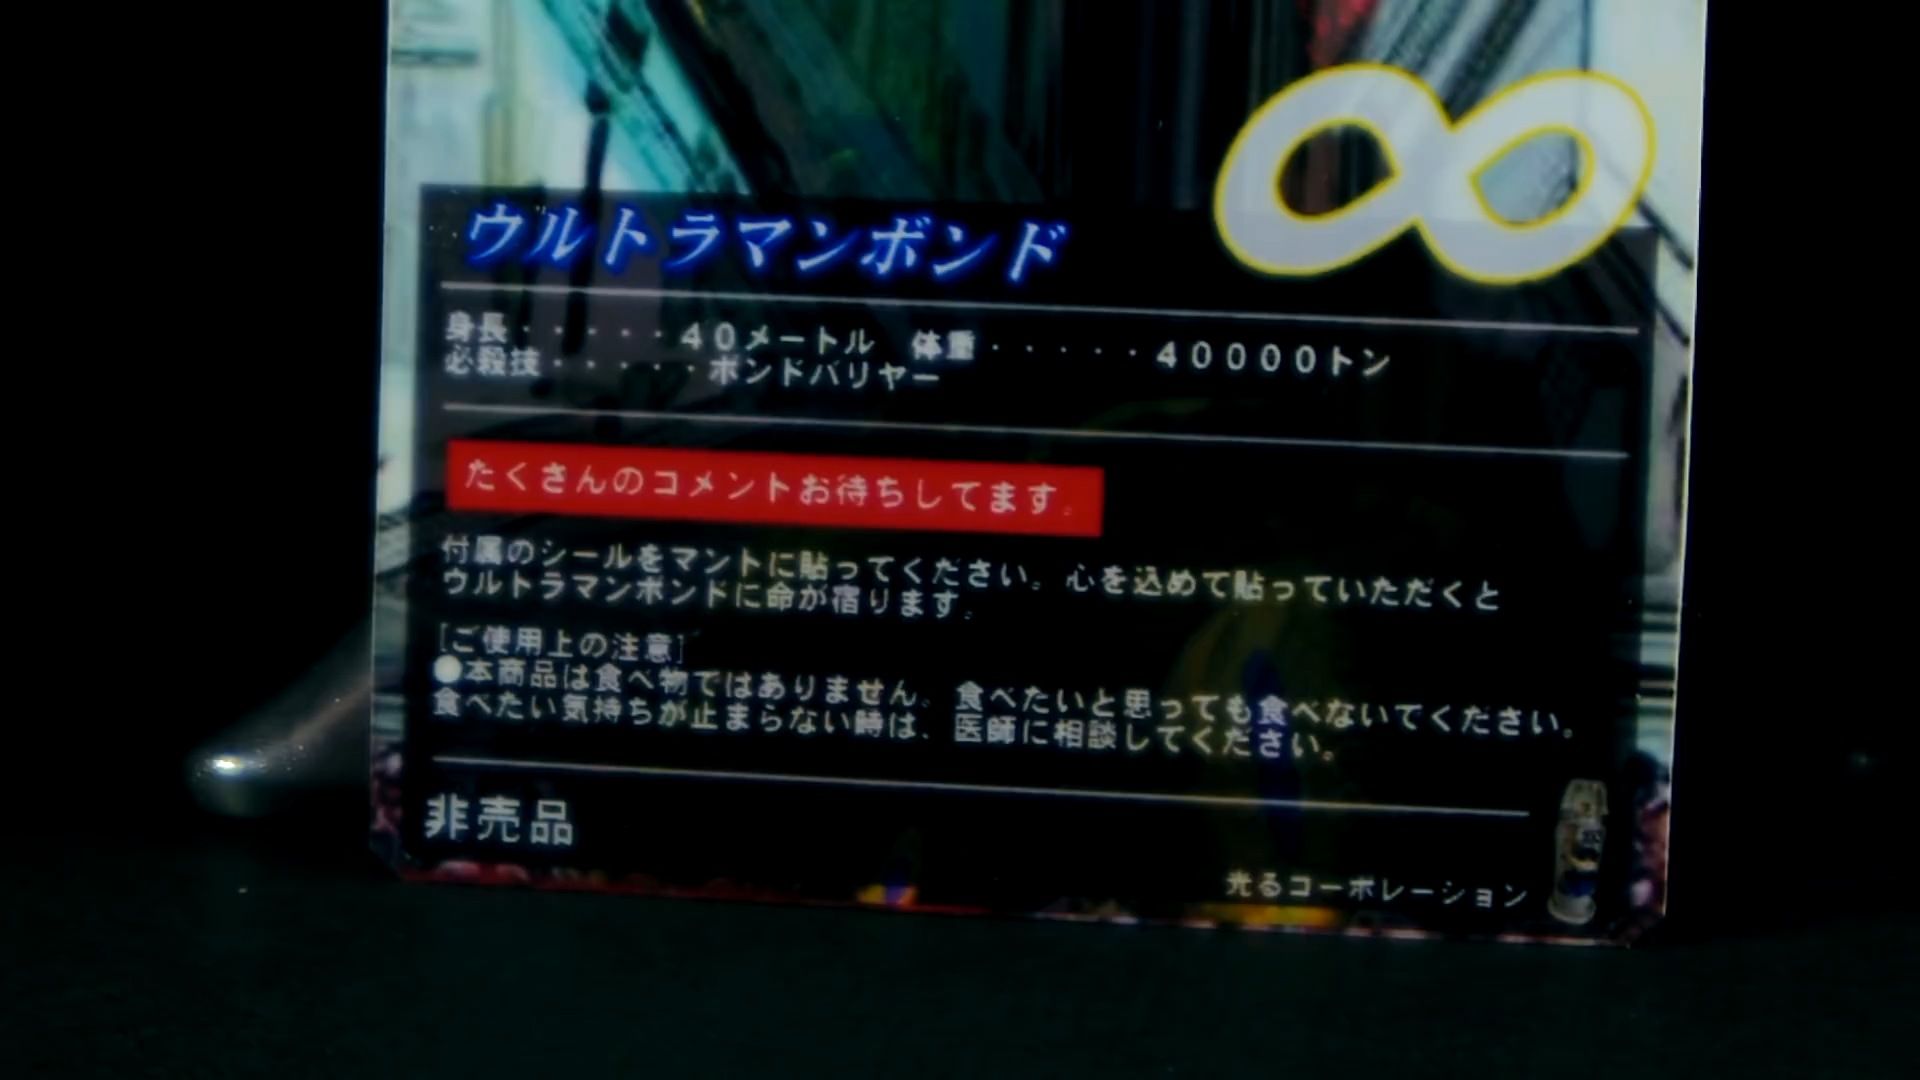 ∞
ウルトラマンボンド
身長・・・・・40メートル　体重・・・・・40000トン
必殺技・・・・・ボンドバリヤー
たくさんのコメントお待ちしてます。
付属のシールをマントに貼ってください。心を込めて貼っていただくと
ウルトラマンボンドに命が宿ります。
[ご使用上の注意]
●本商品は食べ物ではありません。食べたいと思っても食べないでください。
食べたい気持ちが止まらない時は、医師に相談してください。
非売品
光るコーポレーション